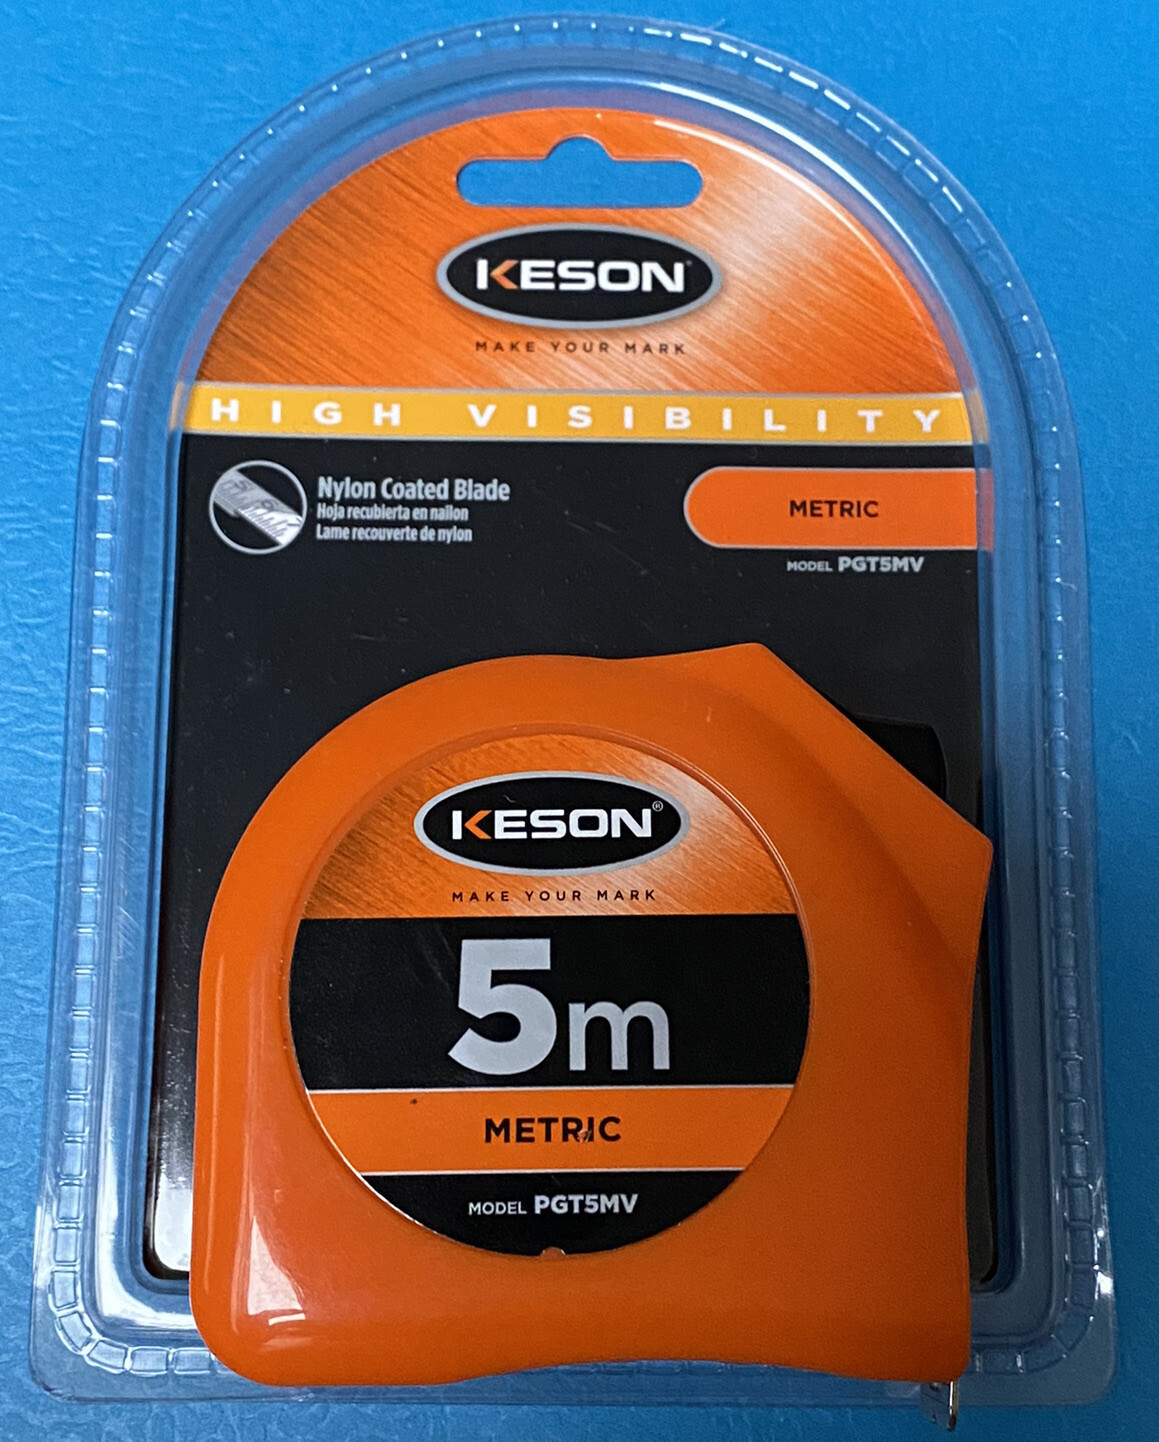 KESON
MAKE YOUR MARK
HIGH VISIBILITY
Nylon Coated Blade
Hoja recubierta en nailon
Lame recouverte de nylon
METRIC
MODEL PGT5MV
KESON®
MAKE YOUR MARK
5m
METRIC
MODEL PGT5MV